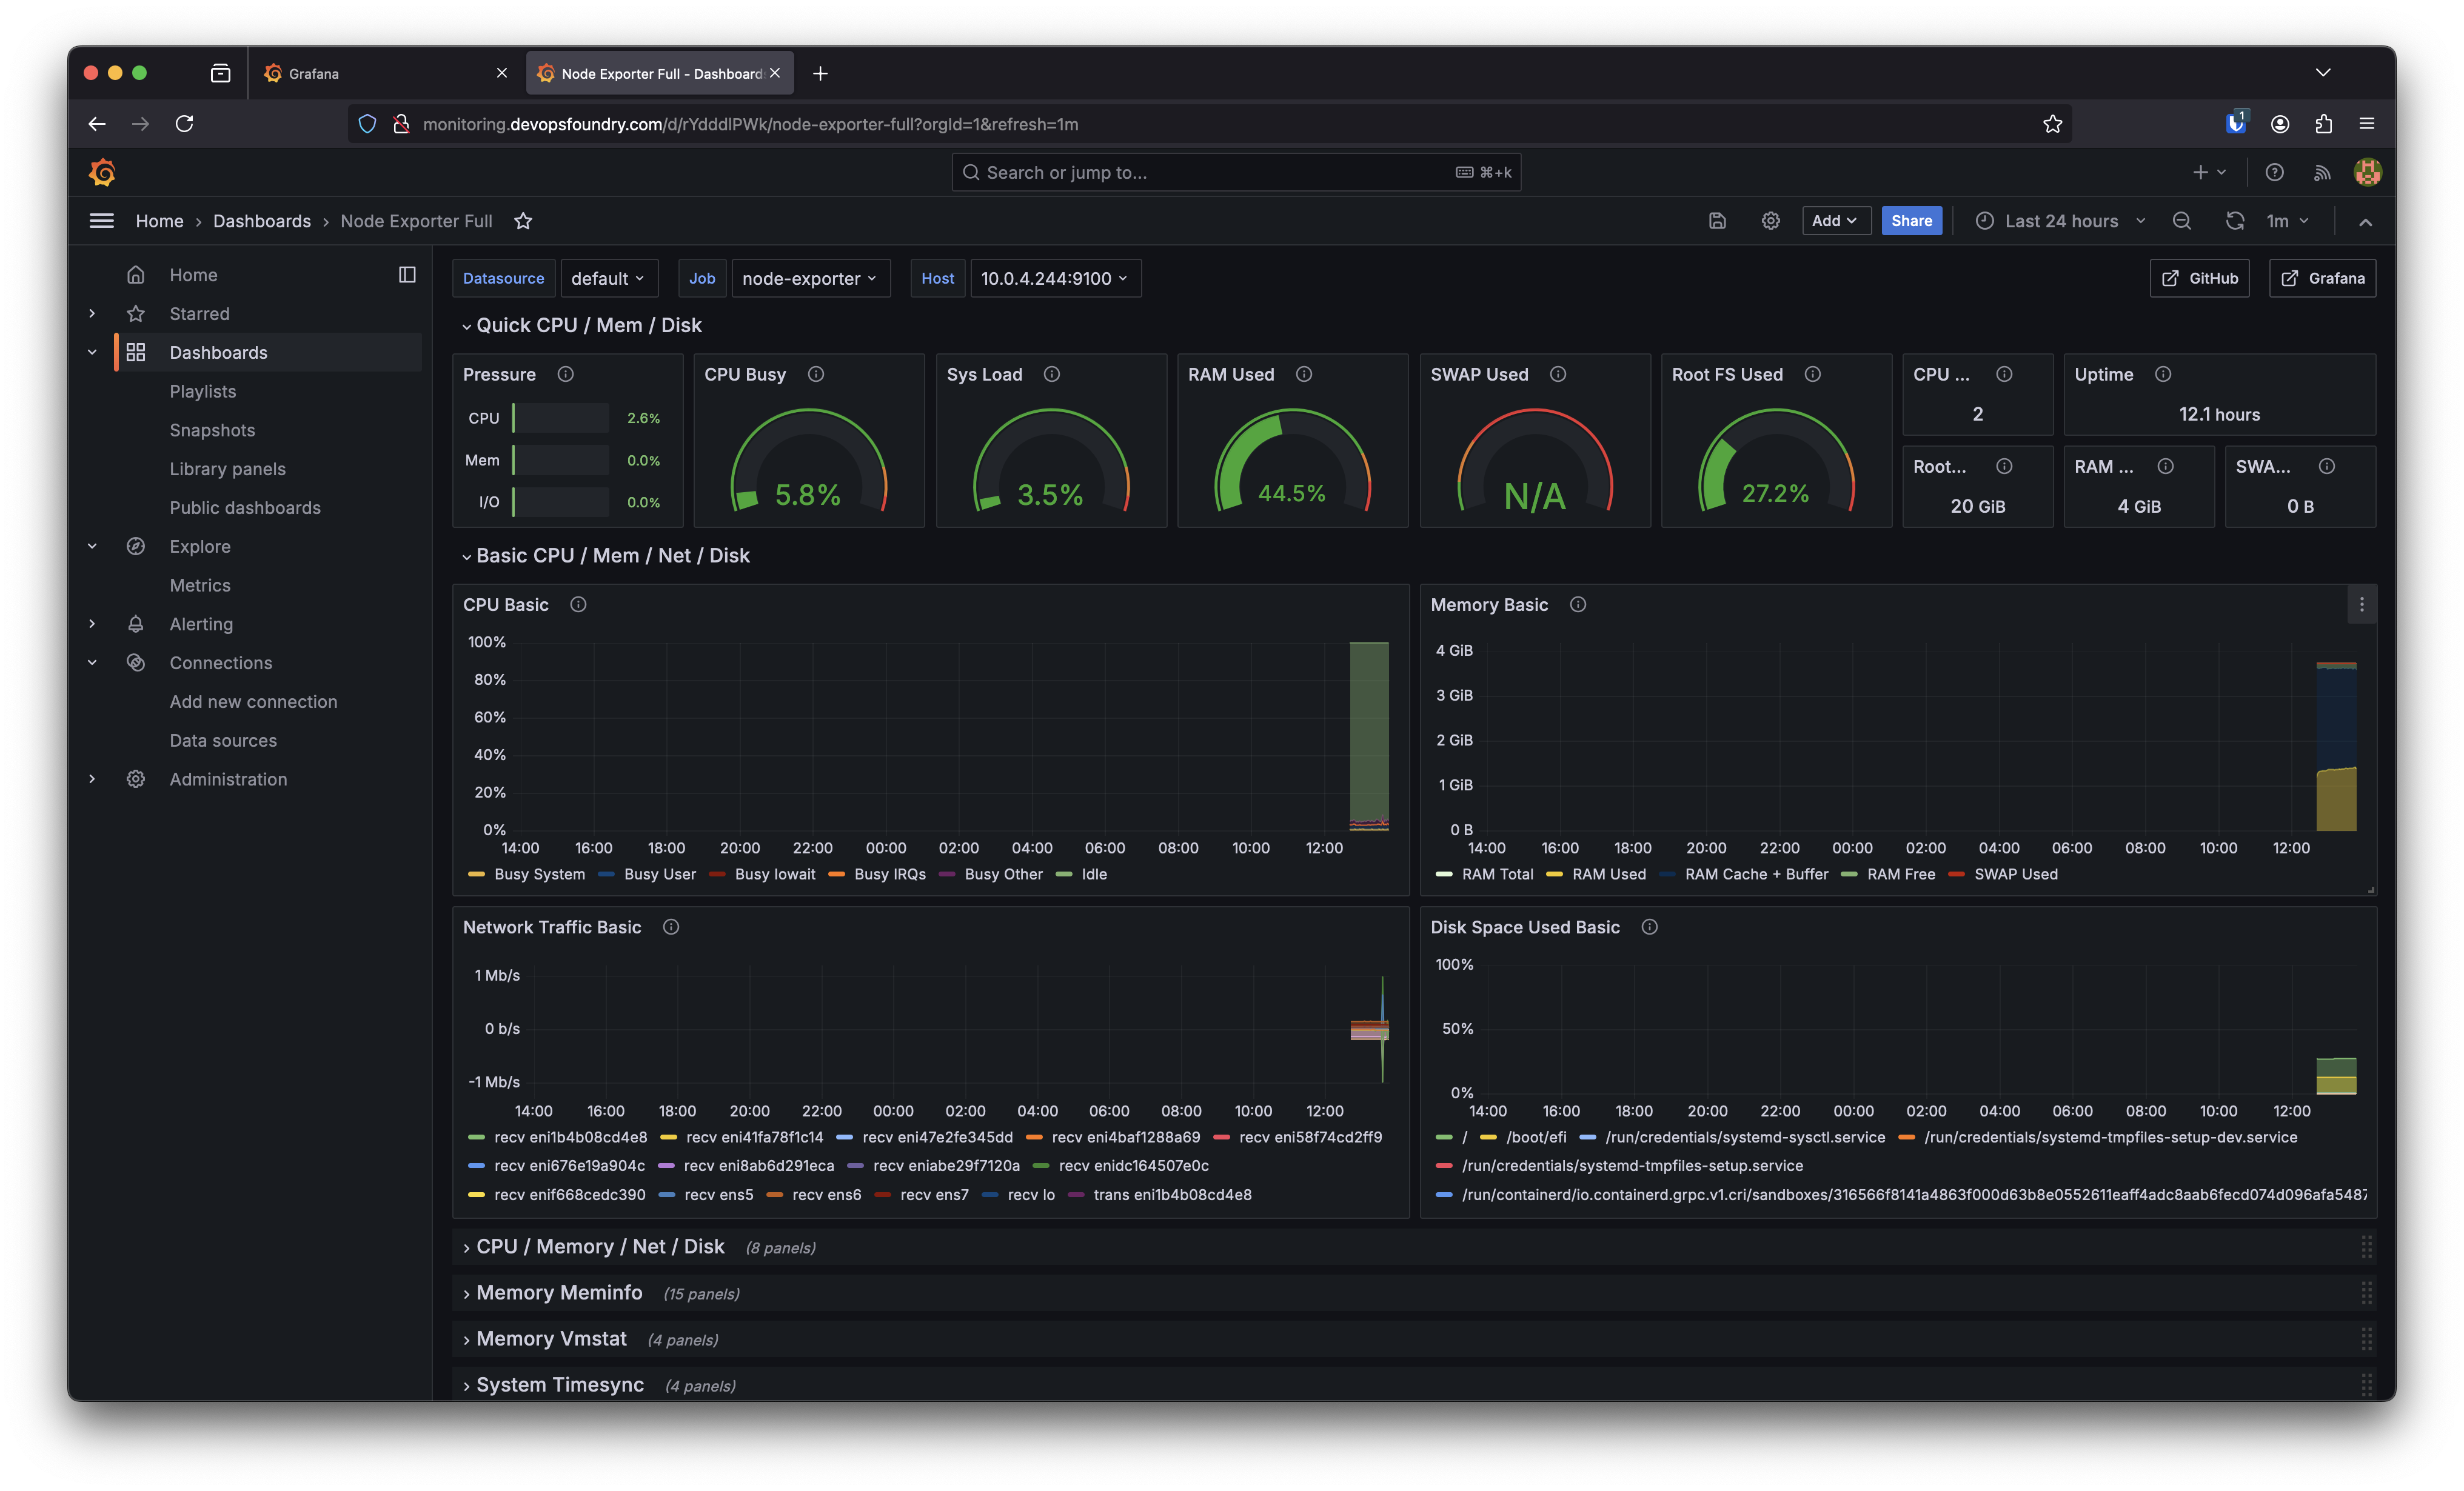 Grafana
Node Exporter Full - Dashboard
monitoring.devopsfoundry.com/d/rYdddlPWk/node-exporter-full?orgId=1&refresh=1m
1
Search or jump to...
⌘+k
Home › Dashboards › Node Exporter Full
Add
Share
Last 24 hours
1m
Home
Starred
Dashboards
Playlists
Snapshots
Library panels
Public dashboards
Explore
Metrics
Alerting
Connections
Add new connection
Data sources
Administration
Datasource default Job node-exporter Host 10.0.4.244:9100
GitHub
Grafana
Quick CPU / Mem / Disk
Pressure
CPU 2.6%
Mem 0.0%
I/O 0.0%
CPU Busy
5.8%
Sys Load
3.5%
RAM Used
44.5%
SWAP Used
N/A
Root FS Used
27.2%
CPU ...
2
Uptime
12.1 hours
Root...
20 GiB
RAM ...
4 GiB
SWA...
0 B
Basic CPU / Mem / Net / Disk
CPU Basic
100%
80%
60%
40%
20%
0%
14:00 16:00 18:00 20:00 22:00 00:00 02:00 04:00 06:00 08:00 10:00 12:00
Busy System Busy User Busy Iowait Busy IRQs Busy Other Idle
Memory Basic
4 GiB
3 GiB
2 GiB
1 GiB
0 B
14:00 16:00 18:00 20:00 22:00 00:00 02:00 04:00 06:00 08:00 10:00 12:00
RAM Total RAM Used RAM Cache + Buffer RAM Free SWAP Used
Network Traffic Basic
1 Mb/s
0 b/s
-1 Mb/s
14:00 16:00 18:00 20:00 22:00 00:00 02:00 04:00 06:00 08:00 10:00 12:00
recv eni1b4b08cd4e8 recv eni41fa78f1c14 recv eni47e2fe345dd recv eni4baf1288a69 recv eni58f74cd2ff9
recv eni676e19a904c recv eni8ab6d291eca recv eniabe29f7120a recv enidc164507e0c
recv enif668cedc390 recv ens5 recv ens6 recv ens7 recv lo trans eni1b4b08cd4e8
Disk Space Used Basic
100%
50%
0%
14:00 16:00 18:00 20:00 22:00 00:00 02:00 04:00 06:00 08:00 10:00 12:00
/ /boot/efi /run/credentials/systemd-sysctl.service /run/credentials/systemd-tmpfiles-setup-dev.service
/run/credentials/systemd-tmpfiles-setup.service
/run/containerd/io.containerd.grpc.v1.cri/sandboxes/316566f8141a4863f000d63b8e0552611eaff4adc8aab6fecd074d096afa5487
CPU / Memory / Net / Disk (8 panels)
Memory Meminfo (15 panels)
Memory Vmstat (4 panels)
System Timesync (4 panels)